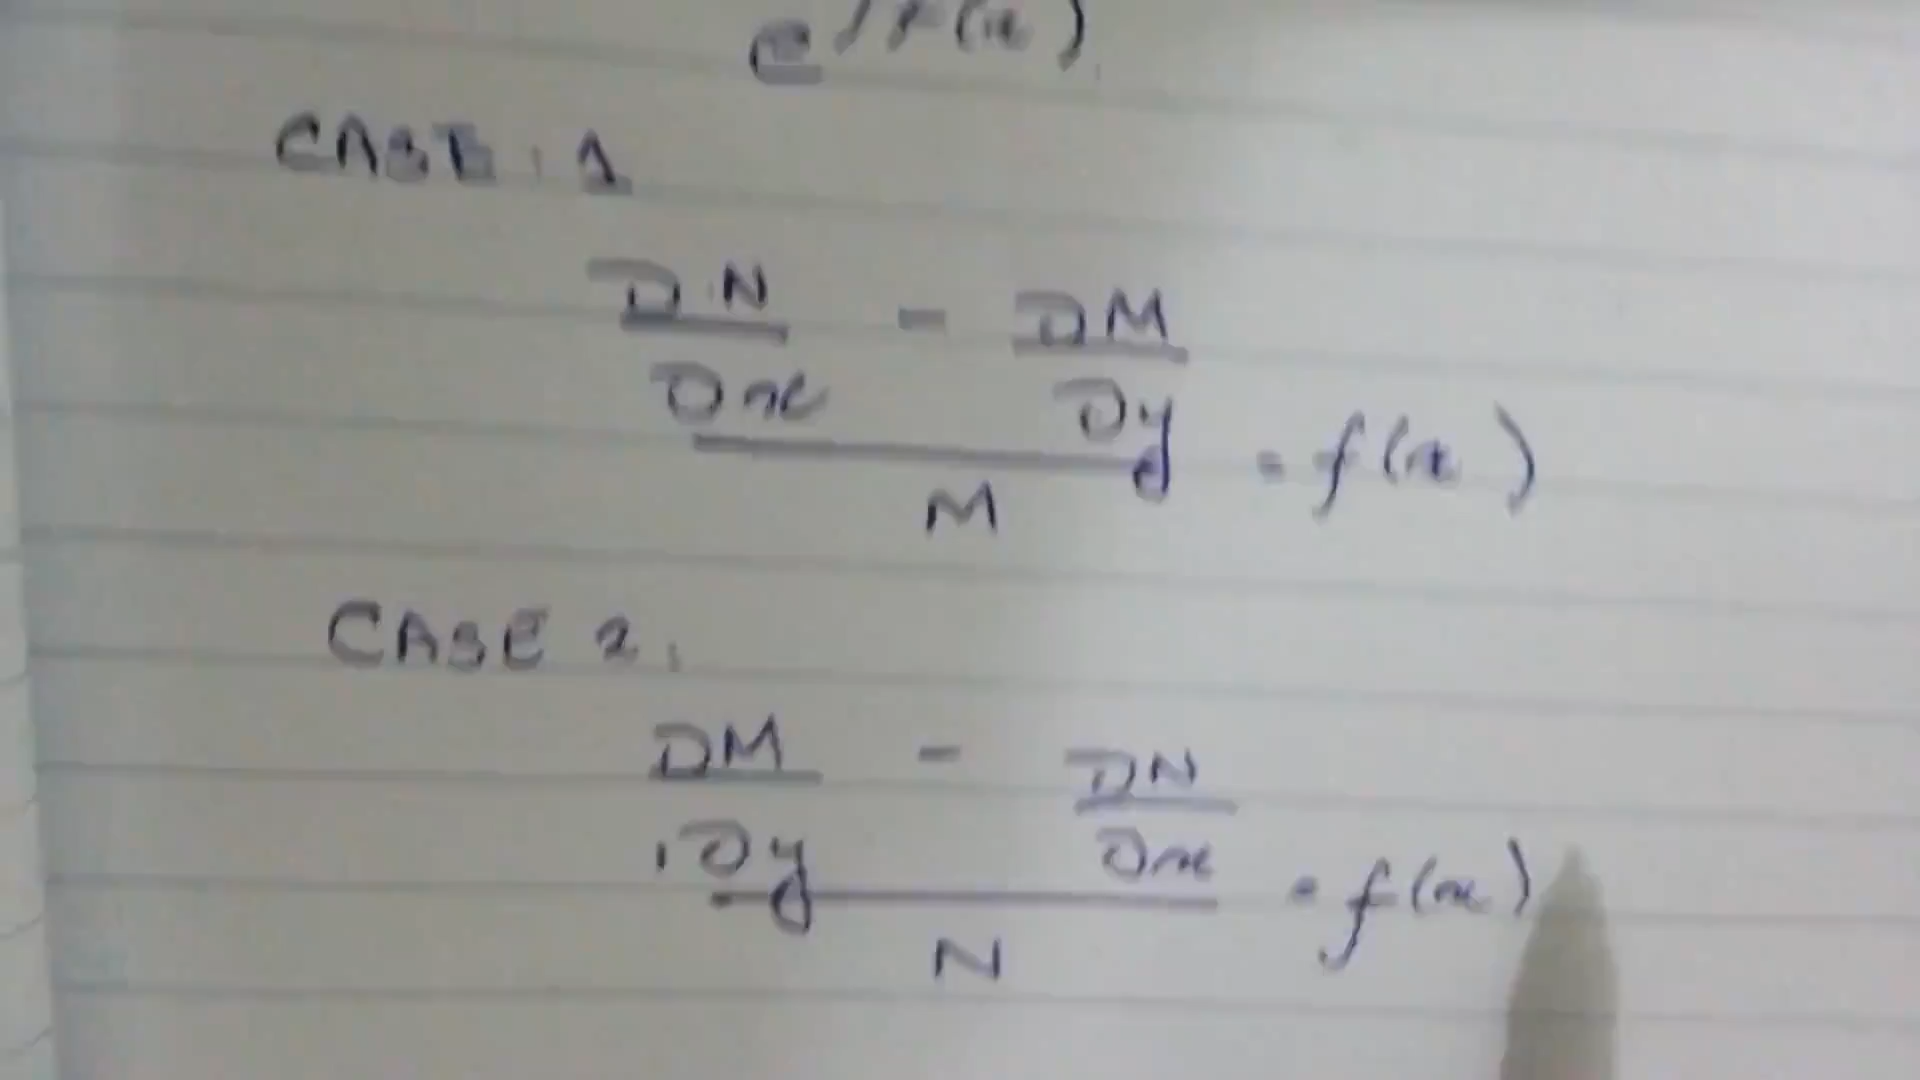 e^∫f(x)
CASE: 1
∂N/∂x - ∂M/∂y
M = f(x)
CASE 2.
∂M/∂y - ∂N/∂x
N = f(x)